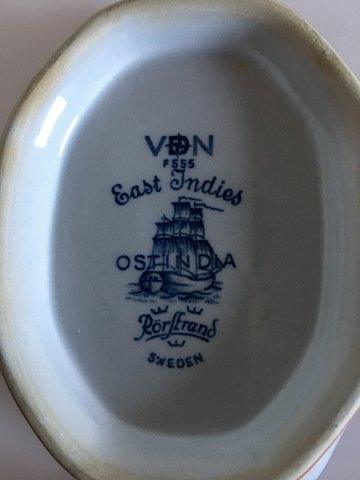 VDN
F555
East Indies
OSTINDIA
Rörstrand
SWEDEN